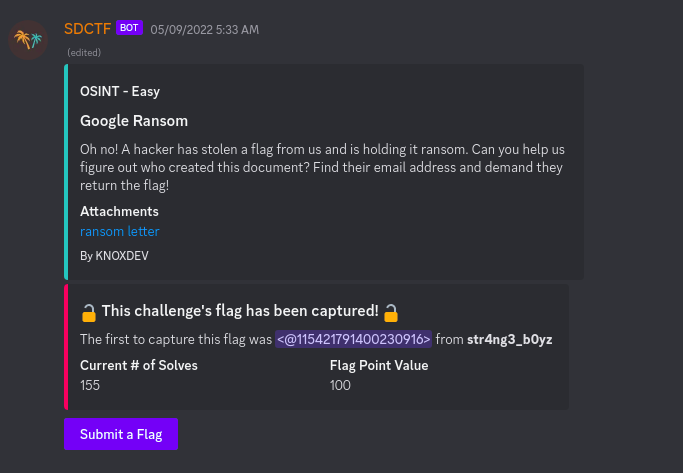 SDCTF BOT 05/09/2022 5:33 AM
(edited)
OSINT - Easy
Google Ransom
Oh no! A hacker has stolen a flag from us and is holding it ransom. Can you help us
figure out who created this document? Find their email address and demand they
return the flag!
Attachments
ransom letter
By KNOXDEV
This challenge's flag has been captured!
The first to capture this flag was <@115421791400230916> from str4ng3_b0yz
Current # of Solves Flag Point Value
155 100
Submit a Flag